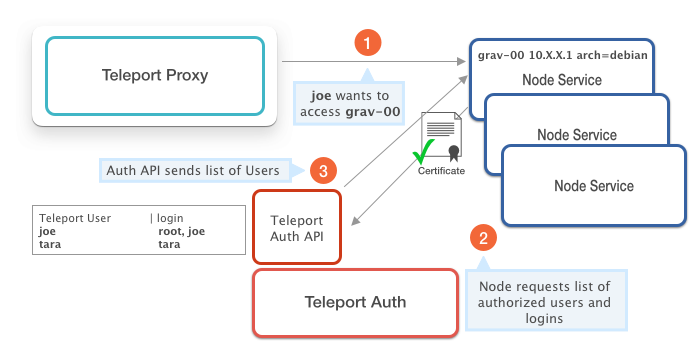 1
Teleport Proxy
grav-00 10.X.X.1 arch=debian
Node Service
joe wants to
access grav-00
Node Service
Certificate
Auth API sends list of Users
3
Node Service
Teleport User | login
joe root, joe
tara tara
Teleport
Auth API
2
Teleport Auth
Node requests list of
authorized users and
logins